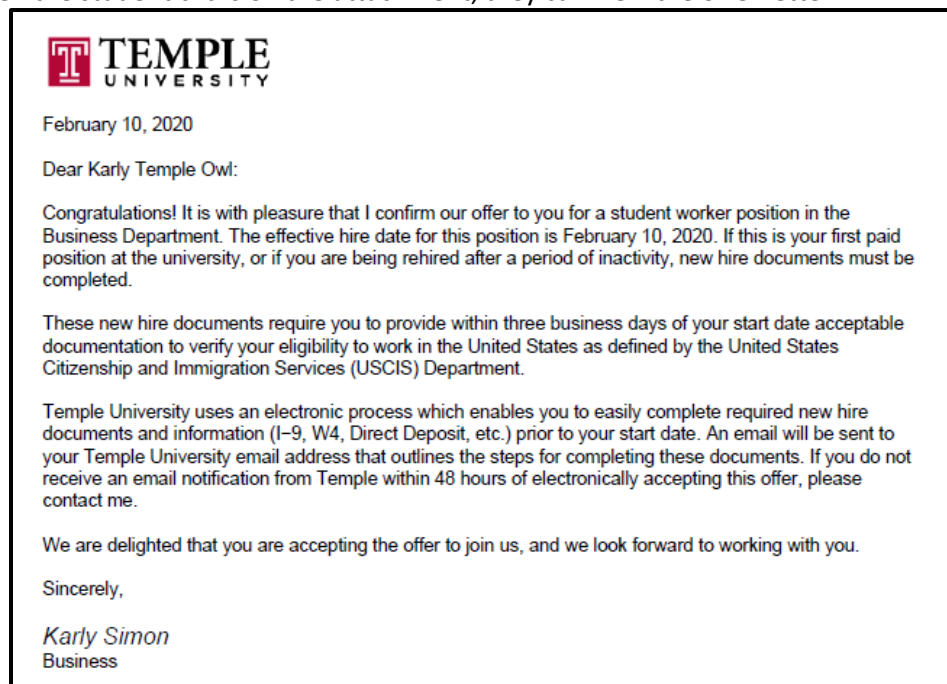 TEMPLE
UNIVERSITY
February 10, 2020
Dear Karly Temple Owl:
Congratulations! It is with pleasure that I confirm our offer to you for a student worker position in the
Business Department. The effective hire date for this position is February 10, 2020. If this is your first paid
position at the university, or if you are being rehired after a period of inactivity, new hire documents must be
completed.
These new hire documents require you to provide within three business days of your start date acceptable
documentation to verify your eligibility to work in the United States as defined by the United States
Citizenship and Immigration Services (USCIS) Department.
Temple University uses an electronic process which enables you to easily complete required new hire
documents and information (I−9, W4, Direct Deposit, etc.) prior to your start date. An email will be sent to
your Temple University email address that outlines the steps for completing these documents. If you do not
receive an email notification from Temple within 48 hours of electronically accepting this offer, please
contact me.
We are delighted that you are accepting the offer to join us, and we look forward to working with you.
Sincerely,
Karly Simon
Business